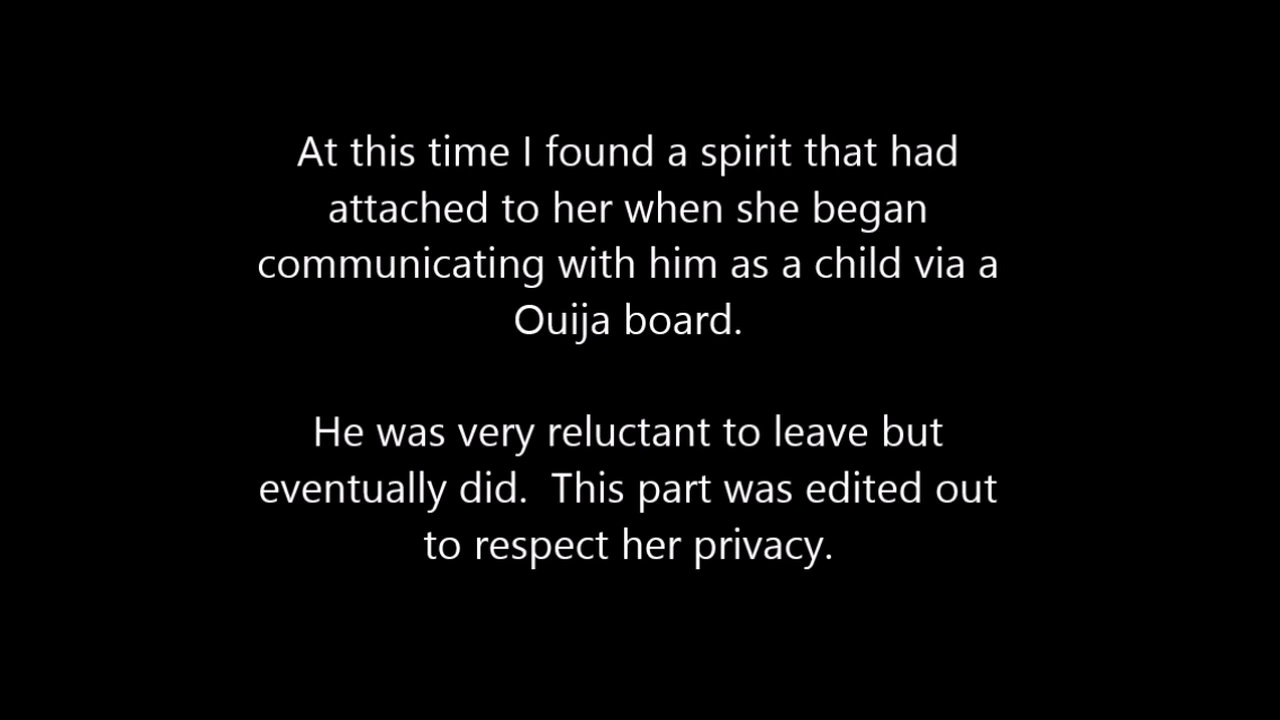 At this time I found a spirit that had
attached to her when she began
communicating with him as a child via a
Ouija board.
He was very reluctant to leave but
eventually did.  This part was edited out
to respect her privacy.